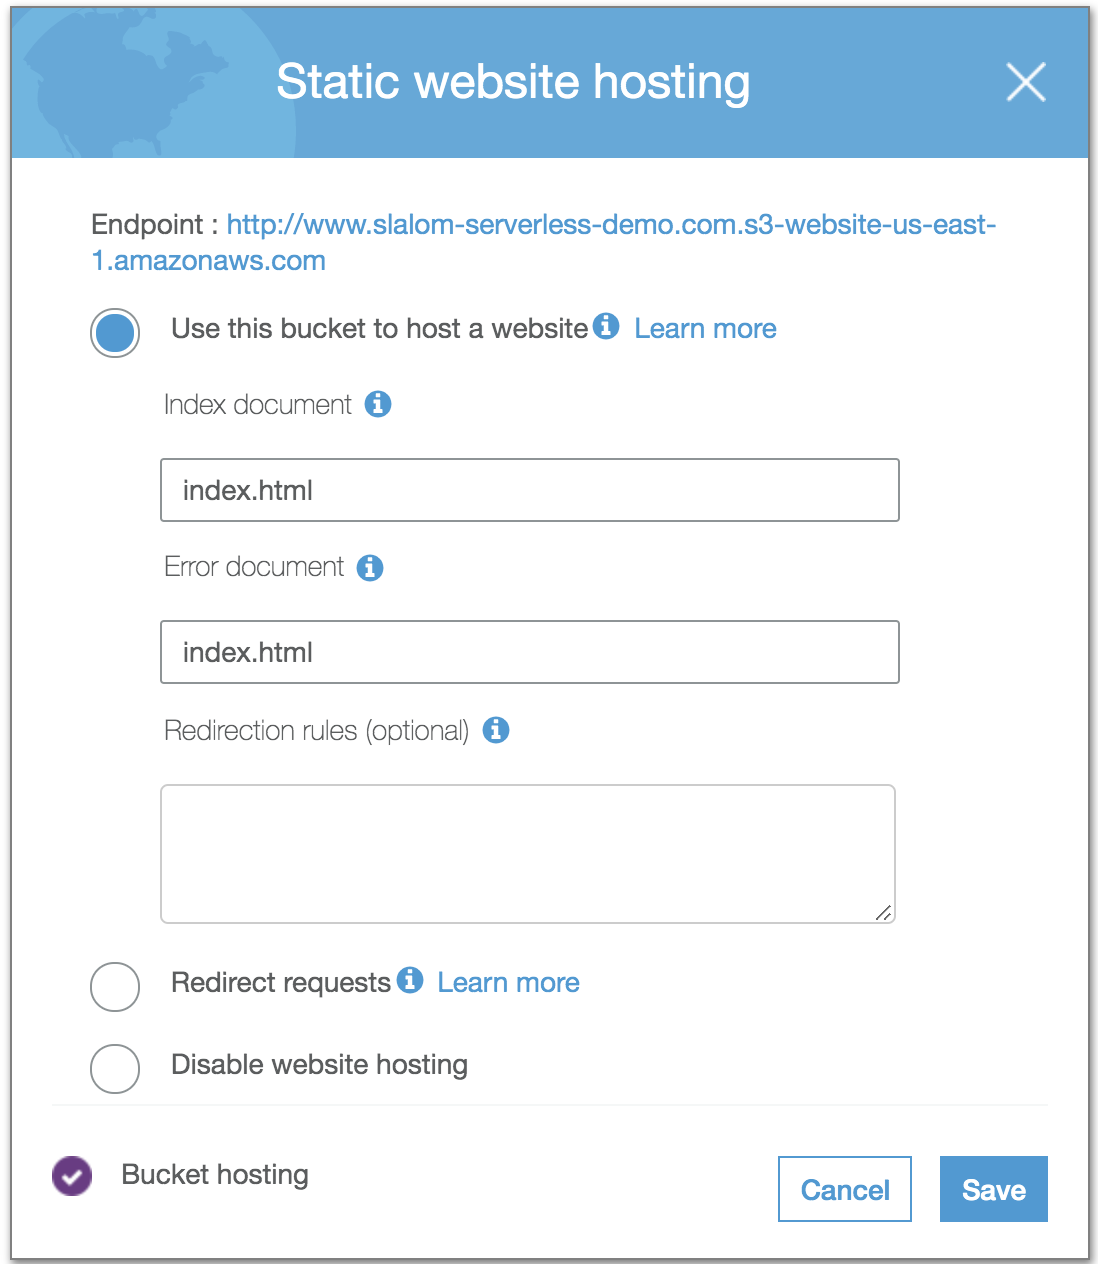 Static website hosting
Endpoint : http://www.slalom-serverless-demo.com.s3-website-us-east-
1.amazonaws.com
Use this bucket to host a website Learn more
Index document
index.html
Error document
index.html
Redirection rules (optional)
Redirect requests Learn more
Disable website hosting
Bucket hosting
Cancel Save